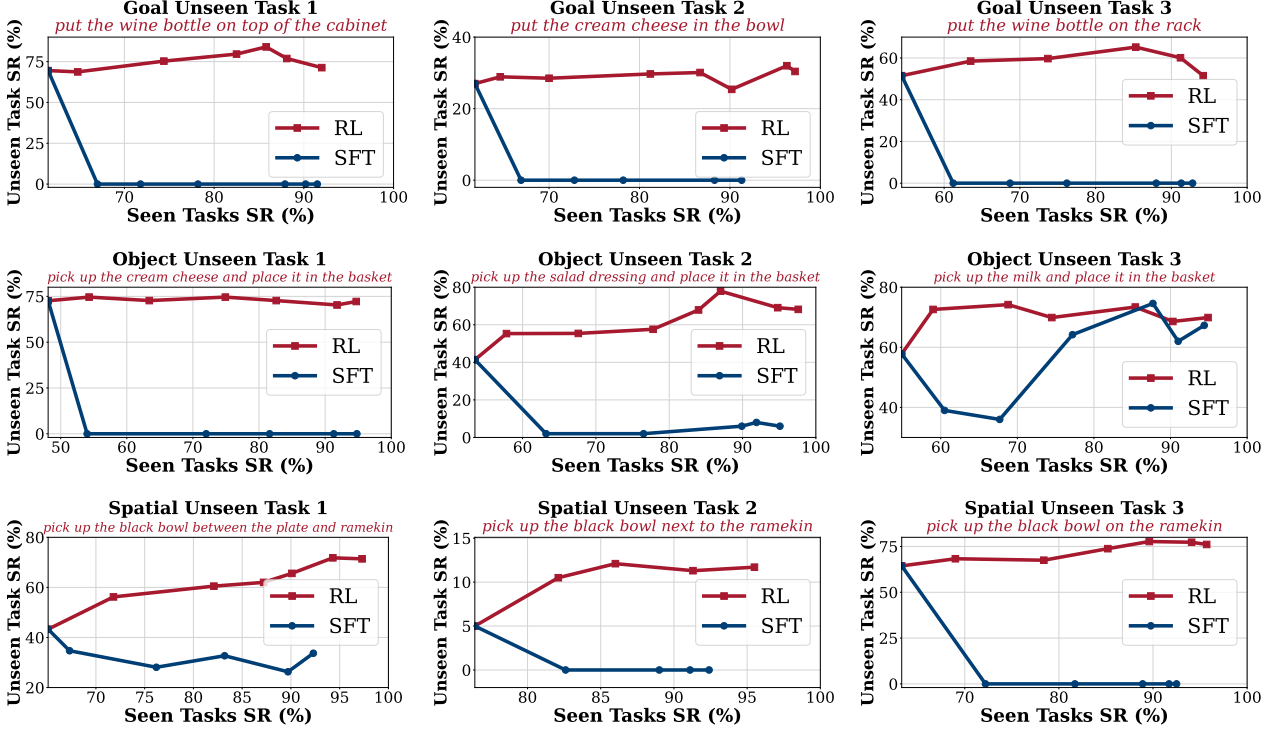 Goal Unseen Task 1
put the wine bottle on top of the cabinet
Unseen Task SR (%)
75
50
25
0
70
80
90
100
RL
SFT
Seen Tasks SR (%)
Goal Unseen Task 2
put the cream cheese in the bowl
Unseen Task SR (%)
40
20
0
70
80
90
100
RL
SFT
Seen Tasks SR (%)
Goal Unseen Task 3
put the wine bottle on the rack
Unseen Task SR (%)
60
40
20
0
60
70
80
90
100
RL
SFT
Seen Tasks SR (%)
Object Unseen Task 1
pick up the cream cheese and place it in the basket
Unseen Task SR (%)
75
50
25
0
50
60
70
80
90
100
RL
SFT
Seen Tasks SR (%)
Object Unseen Task 2
pick up the salad dressing and place it in the basket
Unseen Task SR (%)
80
60
40
20
0
60
70
80
90
100
RL
SFT
Seen Tasks SR (%)
Object Unseen Task 3
pick up the milk and place it in the basket
Unseen Task SR (%)
80
60
40
60
70
80
90
100
RL
SFT
Seen Tasks SR (%)
Spatial Unseen Task 1
pick up the black bowl between the plate and ramekin
Unseen Task SR (%)
80
60
40
20
70
75
80
85
90
95
100
RL
SFT
Seen Tasks SR (%)
Spatial Unseen Task 2
pick up the black bowl next to the ramekin
Unseen Task SR (%)
15
10
5
0
80
85
90
95
100
RL
SFT
Seen Tasks SR (%)
Spatial Unseen Task 3
pick up the black bowl on the ramekin
Unseen Task SR (%)
75
50
25
0
70
80
90
100
RL
SFT
Seen Tasks SR (%)